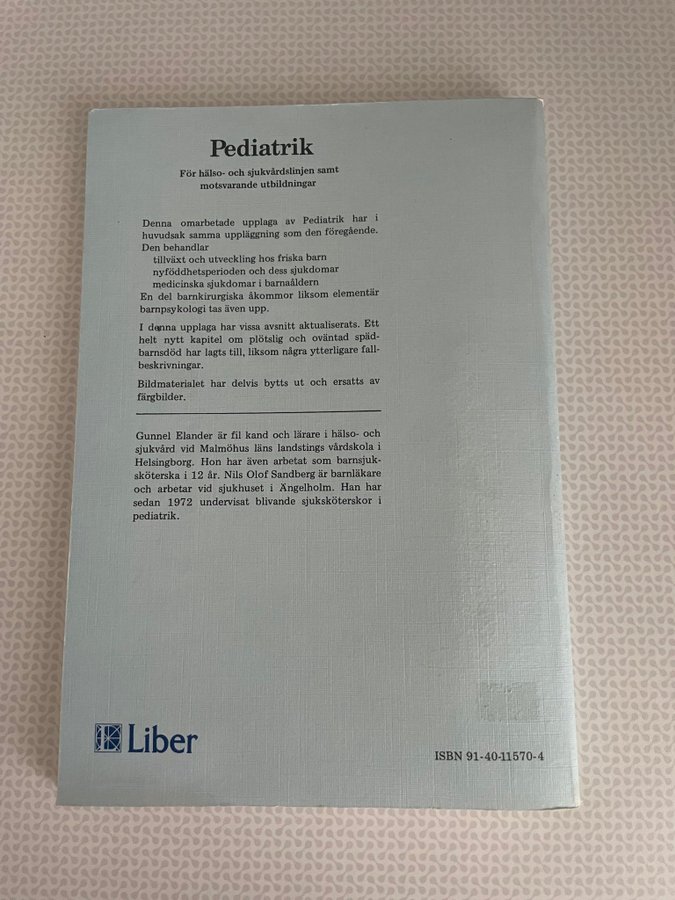 Pediatrik
För hälso- och sjukvårdslinjen samt
motsvarande utbildningar
Denna omarbetade upplaga av Pediatrik har i
huvudsak samma uppläggning som den föregående.
Den behandlar
tillväxt och utveckling hos friska barn
nyföddhetsperioden och dess sjukdomar
medicinska sjukdomar i barnaåldern
En del barnkirurgiska åkommor liksom elementär
barnpsykologi tas även upp.
I denna upplaga har vissa avsnitt aktualiserats. Ett
helt nytt kapitel om plötslig och oväntad späd-
barnsdöd har lagts till, liksom några ytterligare fall-
beskrivningar.
Bildmaterialet har delvis bytts ut och ersatts av
färgbilder.
Gunnel Elander är fil kand och lärare i hälso- och
sjukvård vid Malmöhus läns landstings vårdskola i
Helsingborg. Hon har även arbetat som barnsjuk-
sköterska i 12 år. Nils Olof Sandberg är barnläkare
och arbetar vid sjukhuset i Ängelholm. Han har
sedan 1972 undervisat blivande sjuksköterskor i
pediatrik.
Liber
ISBN 91-40-11570-4